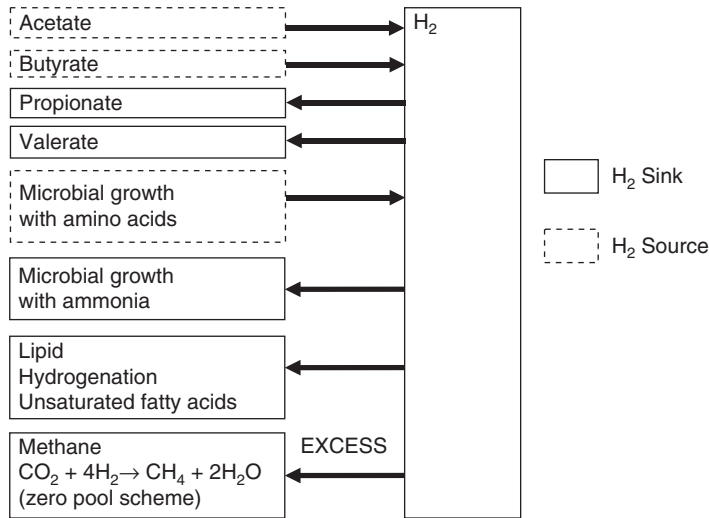 Acetate
H₂
Butyrate
Propionate
Valerate
Microbial growth
with amino acids
H₂ Sink
H₂ Source
Microbial growth
with ammonia
Lipid
Hydrogenation
Unsaturated fatty acids
Methane
EXCESS
CO₂ + 4H₂→ CH₄ + 2H₂O
(zero pool scheme)